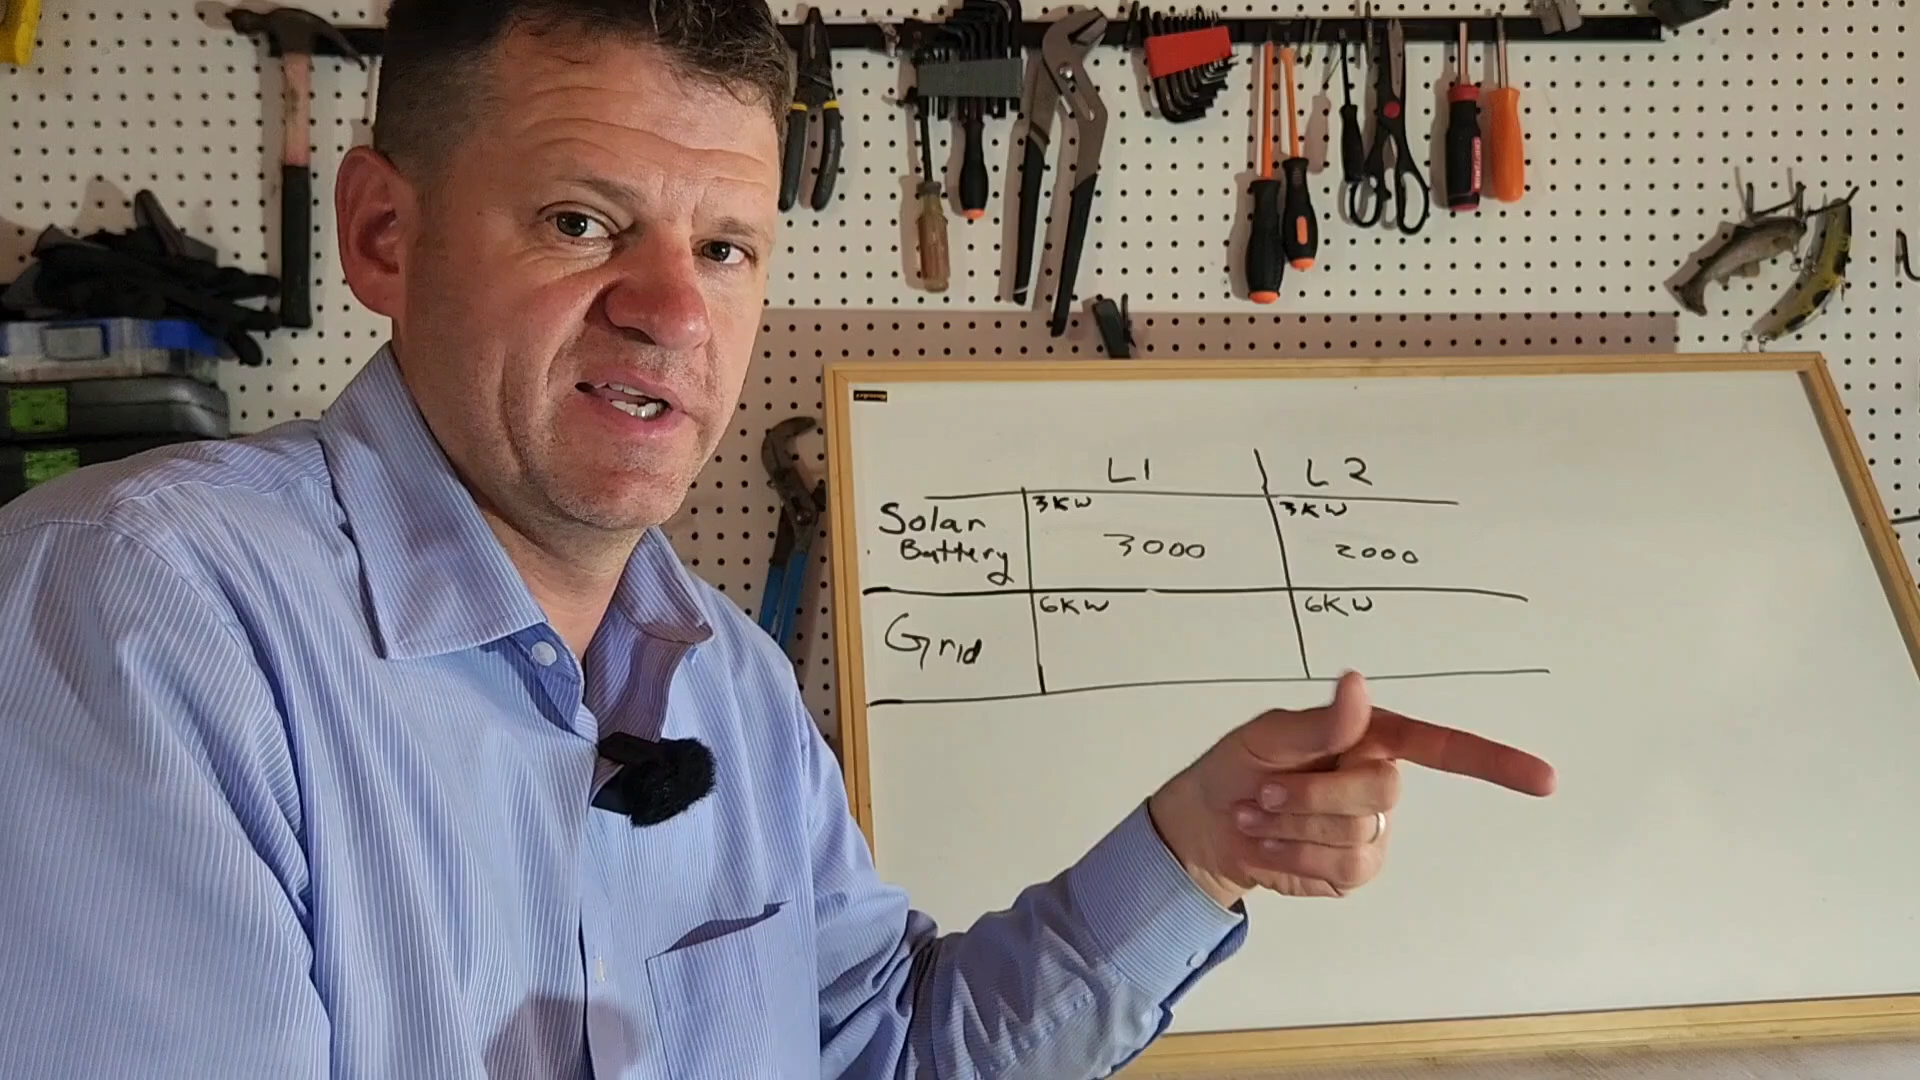 L1 L2
3KW 3KW
Solar
Battery 3000 2000
6KW 6KW
Grid